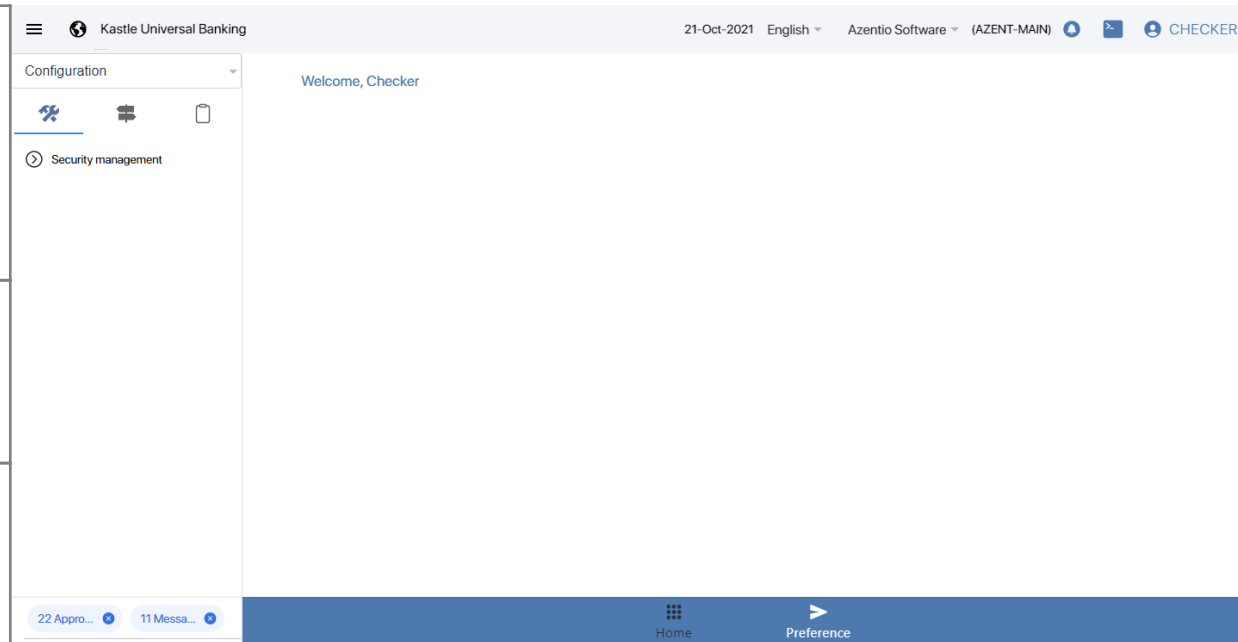 Kastle Universal Banking
21-Oct-2021 English Azentio Software (AZENT-MAIN) CHECKER
Configuration
Welcome, Checker
Security management
22 Appro... 11 Messa...
Home Preference